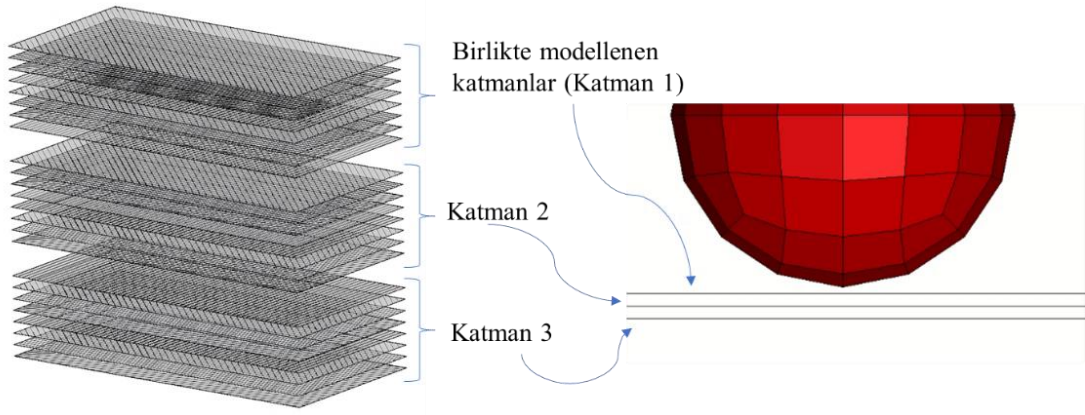 Birlikte modellenen
katmanlar (Katman 1)
Katman 2
Katman 3